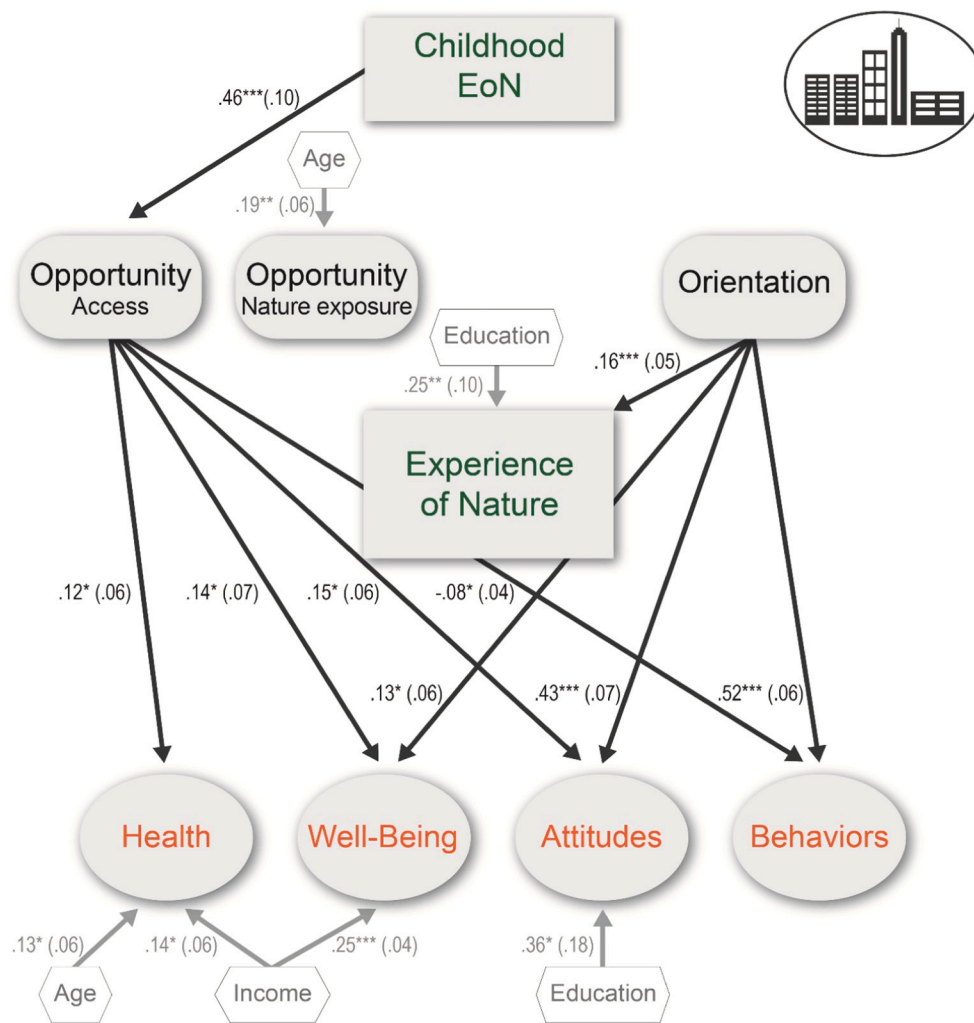 Childhood
EoN
.46***(.10)
Age
.19** (.06)
Opportunity
Access
Opportunity
Nature exposure
Orientation
Education
.25** (.10)
.16*** (.05)
Experience
of Nature
.12* (.06)
.14* (.07)
.15* (.06)
-.08* (.04)
.13* (.06)
.43*** (.07)
.52*** (.06)
Health
Well-Being
Attitudes
Behaviors
.13* (.06)
.14* (.06)
.25*** (.04)
.36* (.18)
Age
Income
Education